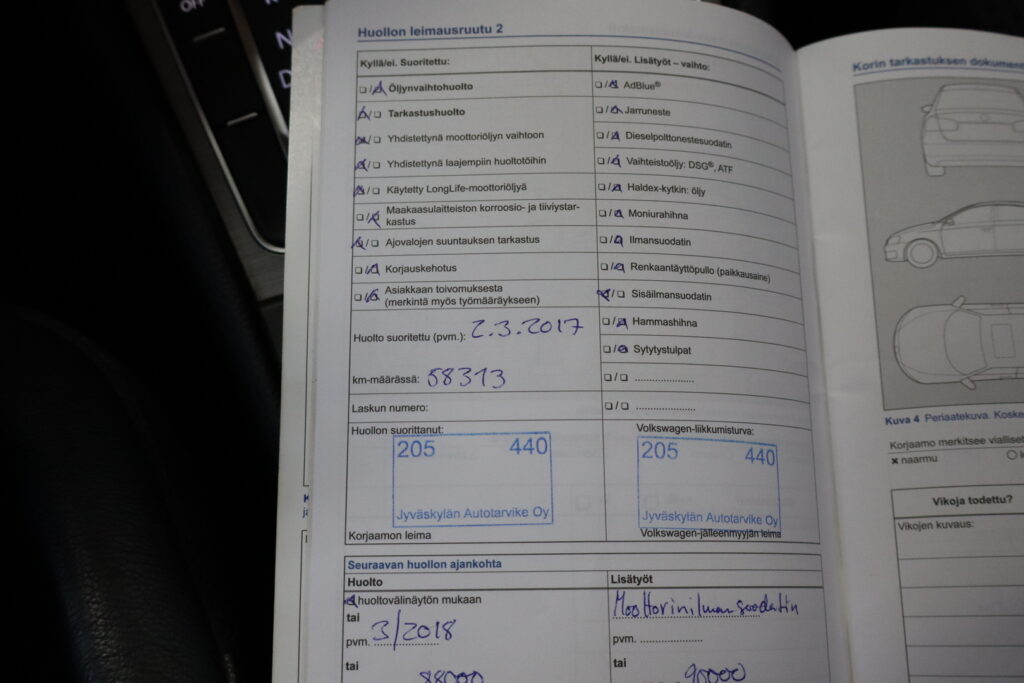 OFF
N
D
Huollon leimausruutu 2
Kyllä/ei. Suoritettu:
☐/☐ Öljynvaihtohuolto
☐/☐ Tarkastushuolto
☐/☐ Yhdistettynä moottoriöljyn vaihtoon
☐/☐ Yhdistettynä laajempiin huoltotöihin
☐/☐ Käytetty LongLife-moottoriöljyä
☐/☐ Maakaasulaitteiston korroosio- ja tiiviystar-
kastus
☐/☐ Ajovalojen suuntauksen tarkastus
☐/☐ Korjauskehotus
☐/☐ Asiakkaan toivomuksesta
(merkintä myös työmääräykseen)
Huolto suoritettu (pvm.): 2.3.2017
km-määrässä: 58313
Laskun numero:
Huollon suorittanut:
205 440
Jyväskylän Autotarvike Oy
Korjaamon leima
Kyllä/ei. Lisätyöt – vaihto:
☐/☐ AdBlue®
☐/☐ Jarruneste
☐/☐ Dieselpolttonestesuodatin
☐/☐ Vaihteistoöljy: DSG®, ATF
☐/☐ Haldex-kytkin: öljy
☐/☐ Moniurahihna
☐/☐ Ilmansuodatin
☐/☐ Renkaantäyttöpullo (paikkausaine)
☐/☐ Sisäilmansuodatin
☐/☐ Hammashihna
☐/☐ Sytytystulpat
☐/☐ ....................
☐/☐ ....................
Volkswagen-liikkumisturva:
205 440
Jyväskylän Autotarvike Oy
Volkswagen-jälleenmyyjän leima
Seuraavan huollon ajankohta
Huolto
huoltovälinäytön mukaan
tai
pvm. 3/2018
tai
88000
Lisätyöt
Moottorinilmansuodatin
pvm. ....................
tai
90000
Korin tarkastuksen
Kuva 4 Periaatekuva.
Korjaamo merkitsee
× naarmu
Vikoja todettu?
Vikojen kuvaus: